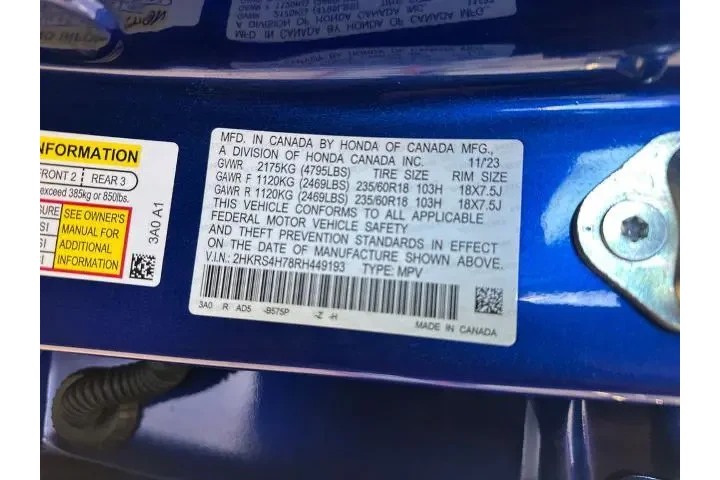 NFORMATION
FRONT 2 REAR 3
exceed 385kg or 850lbs.
SURE
SI
SI
SEE OWNER'S
MANUAL FOR
ADDITIONAL
INFORMATION
3A0 A1
MFD. IN CANADA BY HONDA OF CANADA MFG.,
A DIVISION OF HONDA CANADA INC. 11/23
GVWR 2175KG (4795LBS) TIRE SIZE RIM SIZE
GAWR F 1120KG (2469LBS) 235/60R18 103H 18X7.5J
GAWR R 1120KG (2469LBS) 235/60R18 103H 18X7.5J
THIS VEHICLE CONFORMS TO ALL APPLICABLE
FEDERAL MOTOR VEHICLE SAFETY
AND THEFT PREVENTION STANDARDS IN EFFECT
ON THE DATE OF MANUFACTURE SHOWN ABOVE.
V.I.N.: 2HKRS4H78RH449193 TYPE: MPV
3A0 R AD5 -B575P -Z -H
MADE IN CANADA